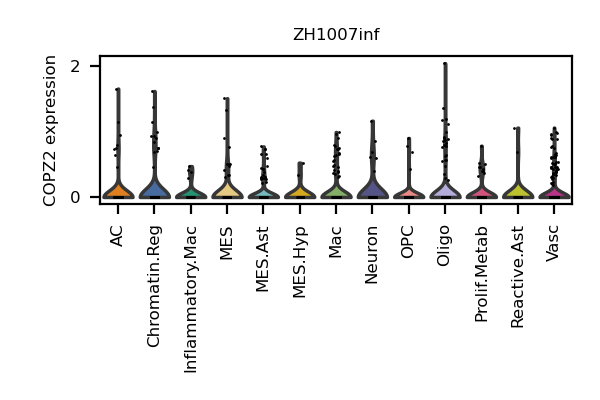 ZH1007inf
COPZ2 expression
2
0
AC
Chromatin.Reg
Inflammatory.Mac
MES
MES.Ast
MES.Hyp
Mac
Neuron
OPC
Oligo
Prolif.Metab
Reactive.Ast
Vasc